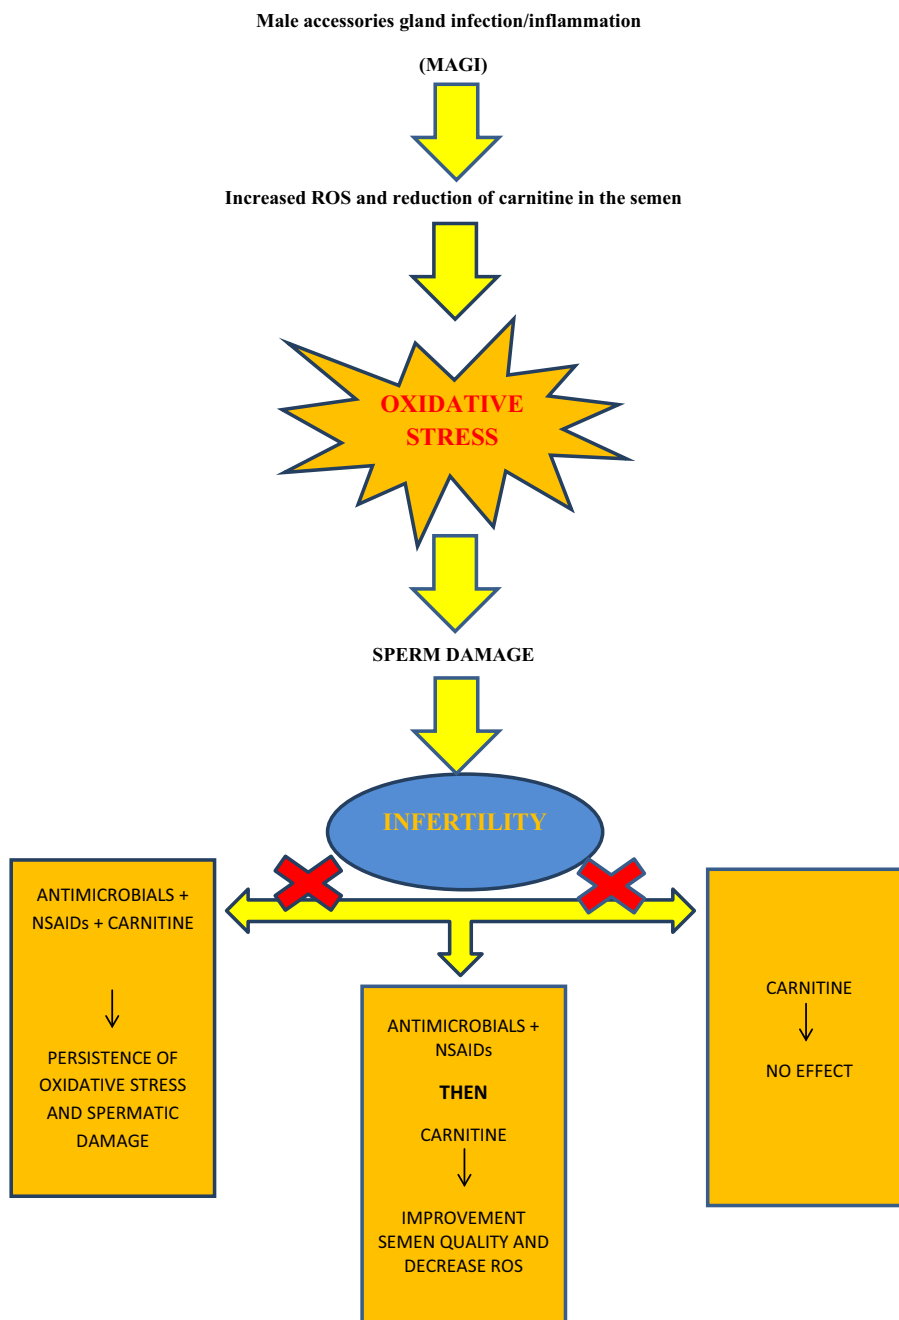 Male accessories gland infection/inflammation
(MAGI)
Increased ROS and reduction of carnitine in the semen
OXIDATIVE
STRESS
SPERM DAMAGE
INFERTILITY
ANTIMICROBIALS +
NSAIDs + CARNITINE
PERSISTENCE OF
OXIDATIVE STRESS
AND SPERMATIC
DAMAGE
ANTIMICROBIALS +
NSAIDs
THEN
CARNITINE
IMPROVEMENT
SEMEN QUALITY AND
DECREASE ROS
CARNITINE
NO EFFECT